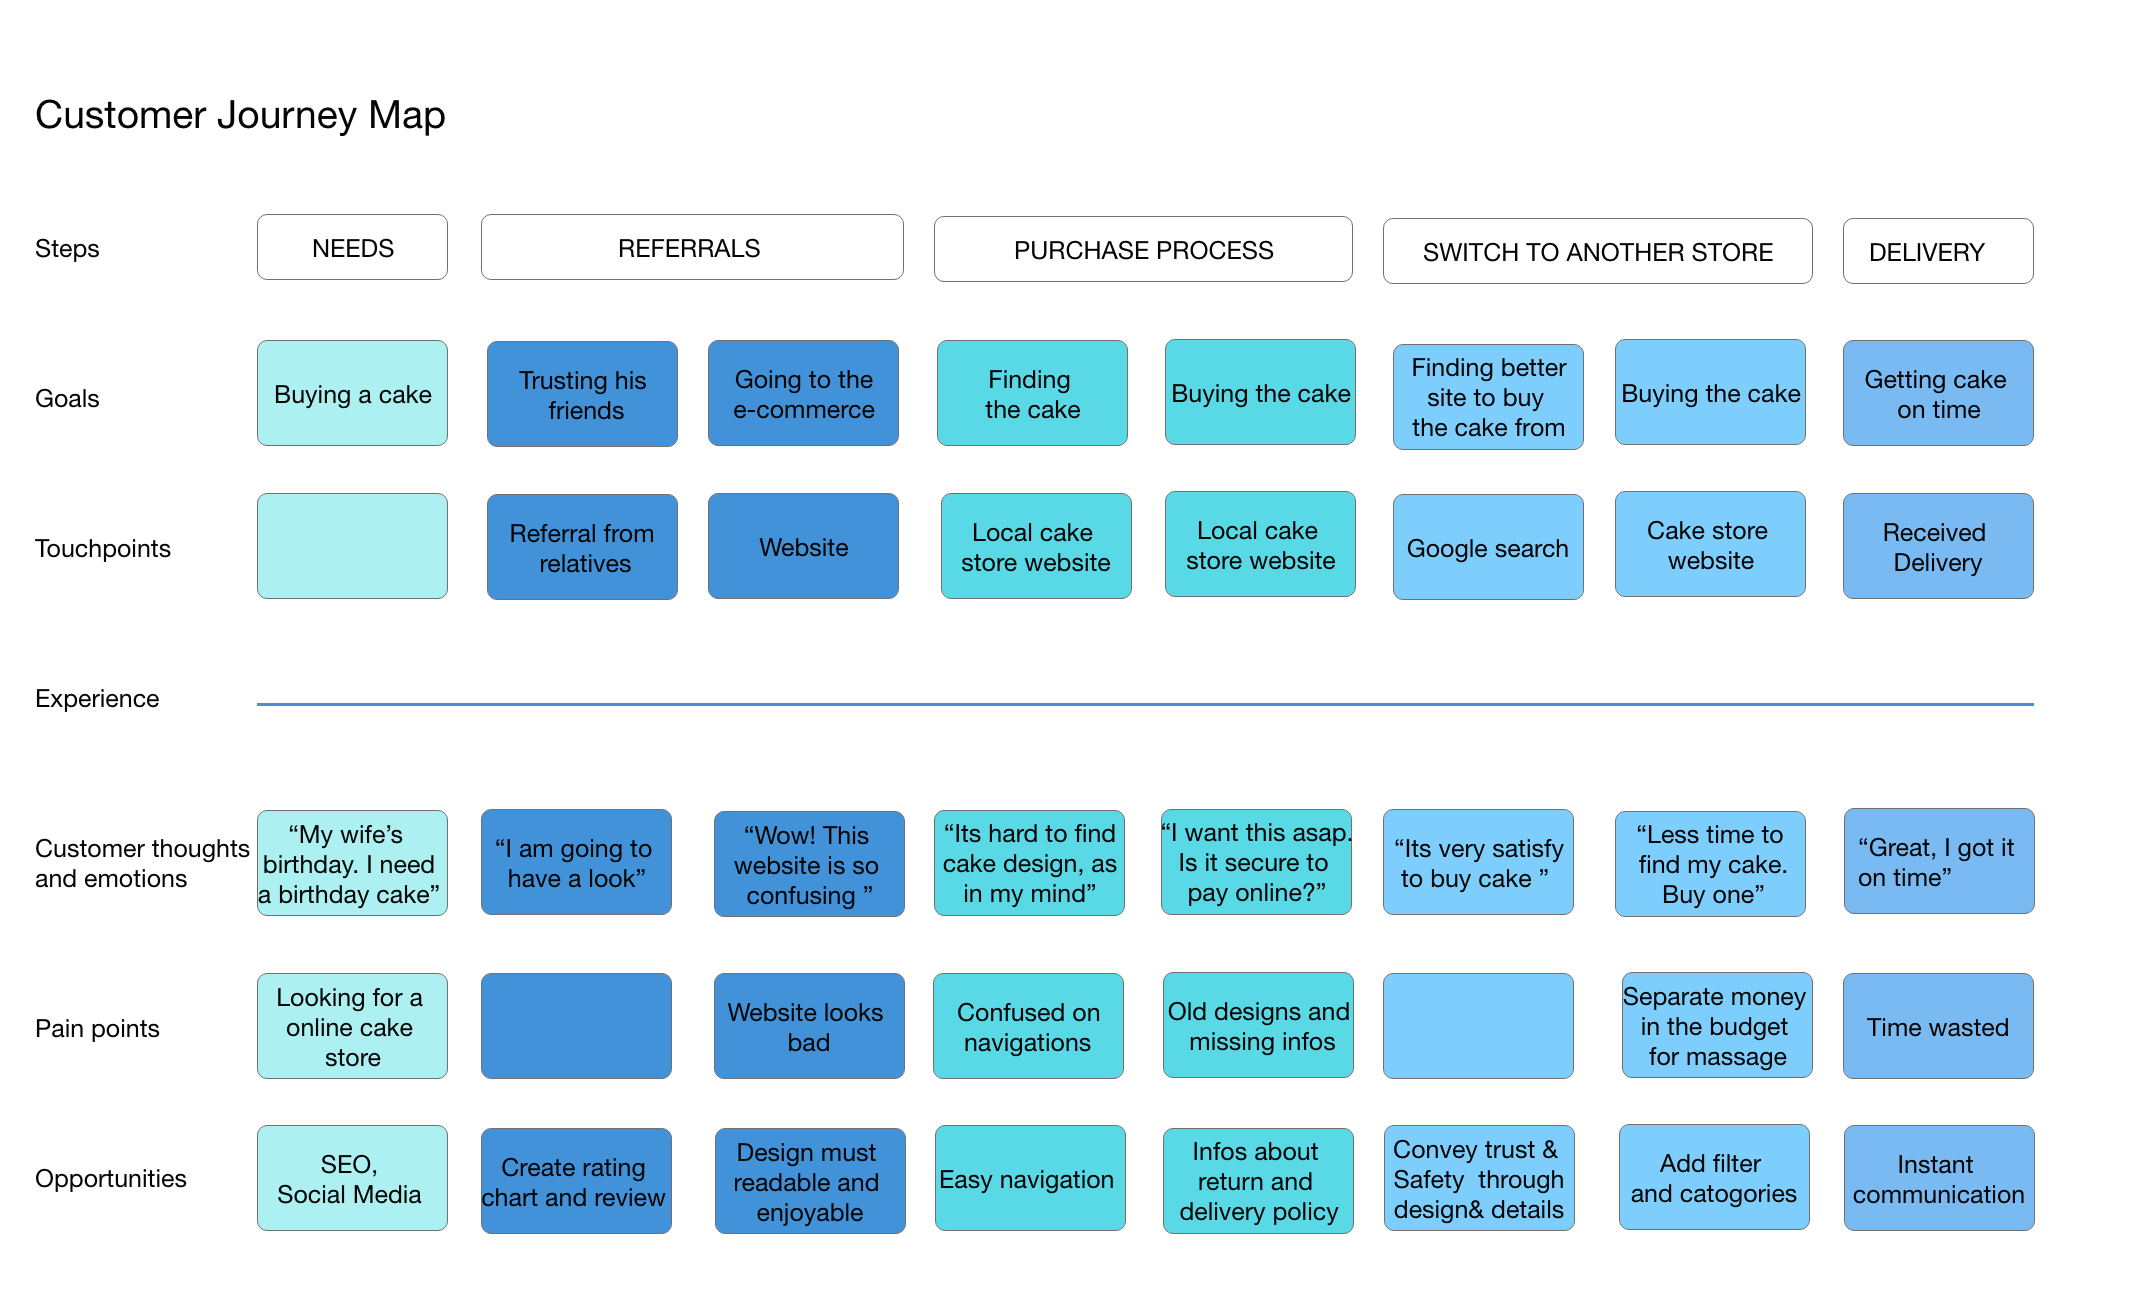 Customer Journey Map
Steps
NEEDS
REFERRALS
PURCHASE PROCESS
SWITCH TO ANOTHER STORE
DELIVERY
Goals
Buying a cake
Trusting his
friends
Going to the
e-commerce
Finding
the cake
Buying the cake
Finding better
site to buy
the cake from
Buying the cake
Getting cake
on time
Touchpoints
Referral from
relatives
Website
Local cake
store website
Local cake
store website
Google search
Cake store
website
Received
Delivery
Experience
Customer thoughts
and emotions
“My wife’s
birthday. I need
a birthday cake”
“I am going to
have a look”
“Wow! This
website is so
confusing ”
“Its hard to find
cake design, as
in my mind”
“I want this asap.
Is it secure to
pay online?”
“Its very satisfy
to buy cake ”
“Less time to
find my cake.
Buy one”
“Great, I got it
on time”
Pain points
Looking for a
online cake
store
Website looks
bad
Confused on
navigations
Old designs and
missing infos
Separate money
in the budget
for massage
Time wasted
Opportunities
SEO,
Social Media
Create rating
chart and review
Design must
readable and
enjoyable
Easy navigation
Infos about
return and
delivery policy
Convey trust &
Safety  through
design& details
Add filter
and catogories
Instant
communication